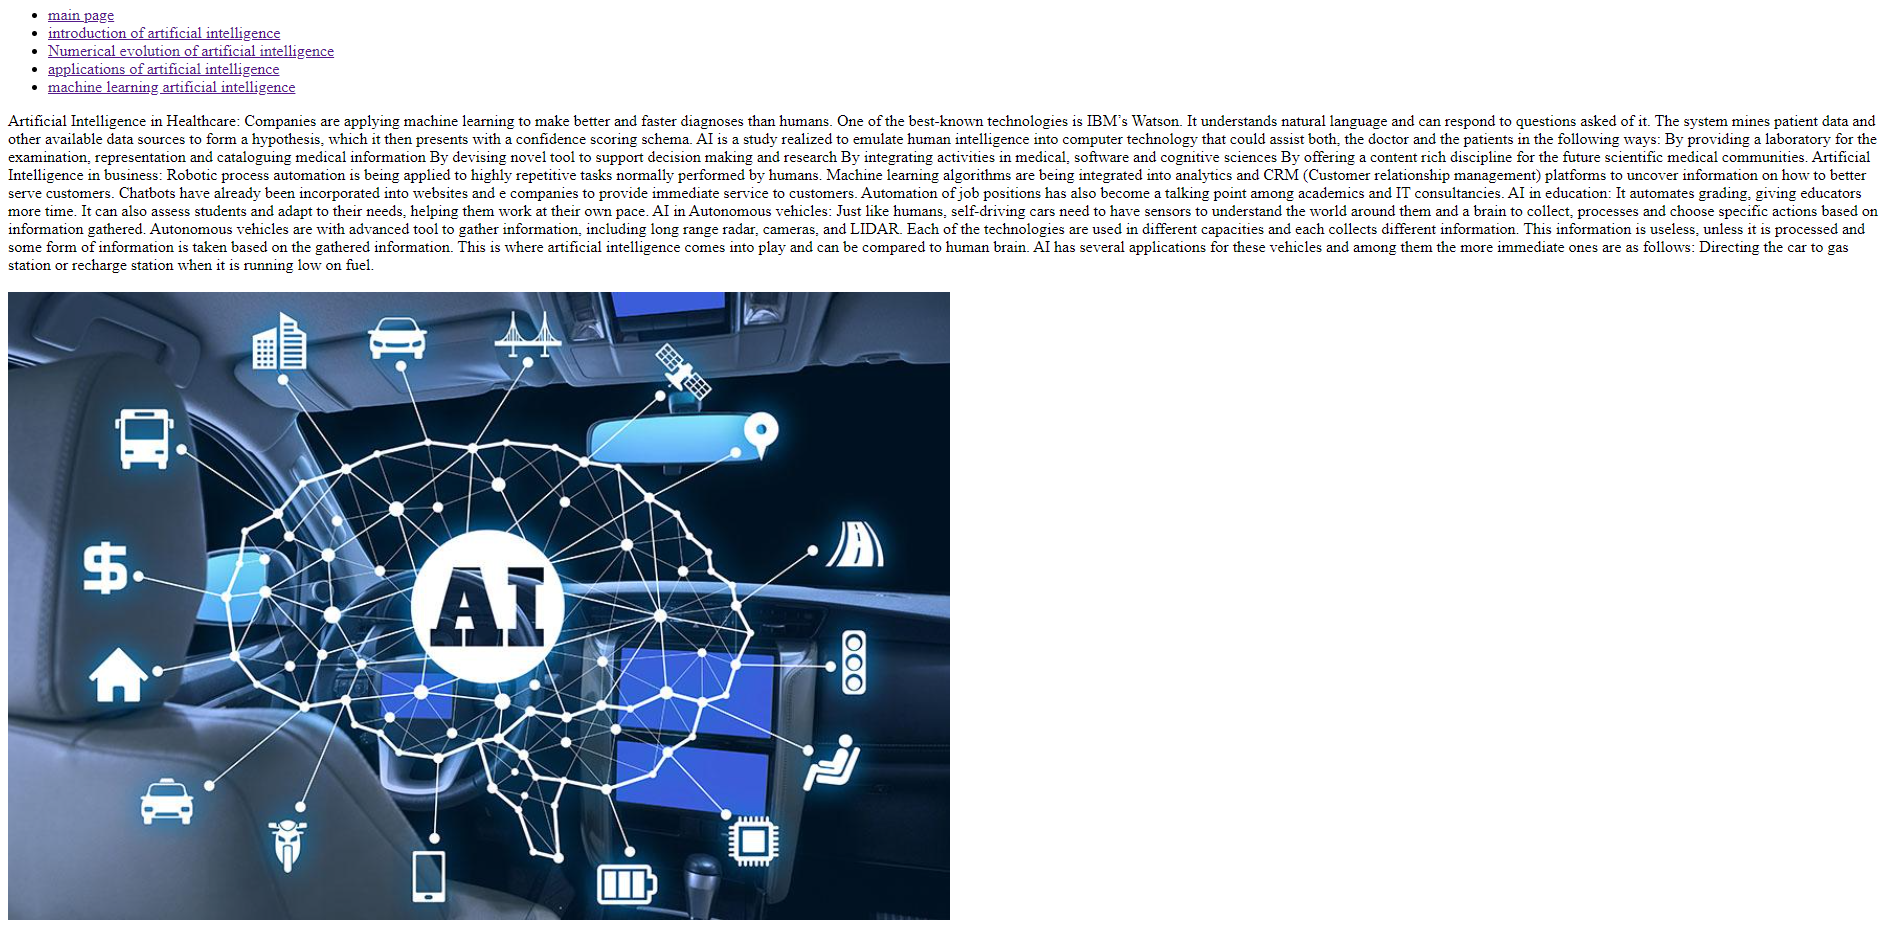 main page
introduction of artificial intelligence
Numerical evolution of artificial intelligence
applications of artificial intelligence
machine learning artificial intelligence
Artificial Intelligence in Healthcare: Companies are applying machine learning to make better and faster diagnoses than humans. One of the best-known technologies is IBM's Watson. It understands natural language and can respond to questions asked of it. The system mines patient data and
other available data sources to form a hypothesis, which it then presents with a confidence scoring schema. AI is a study realized to emulate human intelligence into computer technology that could assist both, the doctor and the patients in the following ways: By providing a laboratory for the
examination, representation and cataloguing medical information By devising novel tool to support decision making and research By integrating activities in medical, software and cognitive sciences By offering a content rich discipline for the future scientific medical communities. Artificial
Intelligence in business: Robotic process automation is being applied to highly repetitive tasks normally performed by humans. Machine learning algorithms are being integrated into analytics and CRM (Customer relationship management) platforms to uncover information on how to better
serve customers. Chatbots have already been incorporated into websites and e companies to provide immediate service to customers. Automation of job positions has also become a talking point among academics and IT consultancies. AI in education: It automates grading, giving educators
more time. It can also assess students and adapt to their needs, helping them work at their own pace. AI in Autonomous vehicles: Just like humans, self-driving cars need to have sensors to understand the world around them and a brain to collect, processes and choose specific actions based on
information gathered. Autonomous vehicles are with advanced tool to gather information, including long range radar, cameras, and LIDAR. Each of the technologies are used in different capacities and each collects different information. This information is useless, unless it is processed and
some form of information is taken based on the gathered information. This is where artificial intelligence comes into play and can be compared to human brain. AI has several applications for these vehicles and among them the more immediate ones are as follows: Directing the car to gas
station or recharge station when it is running low on fuel.
$
AI